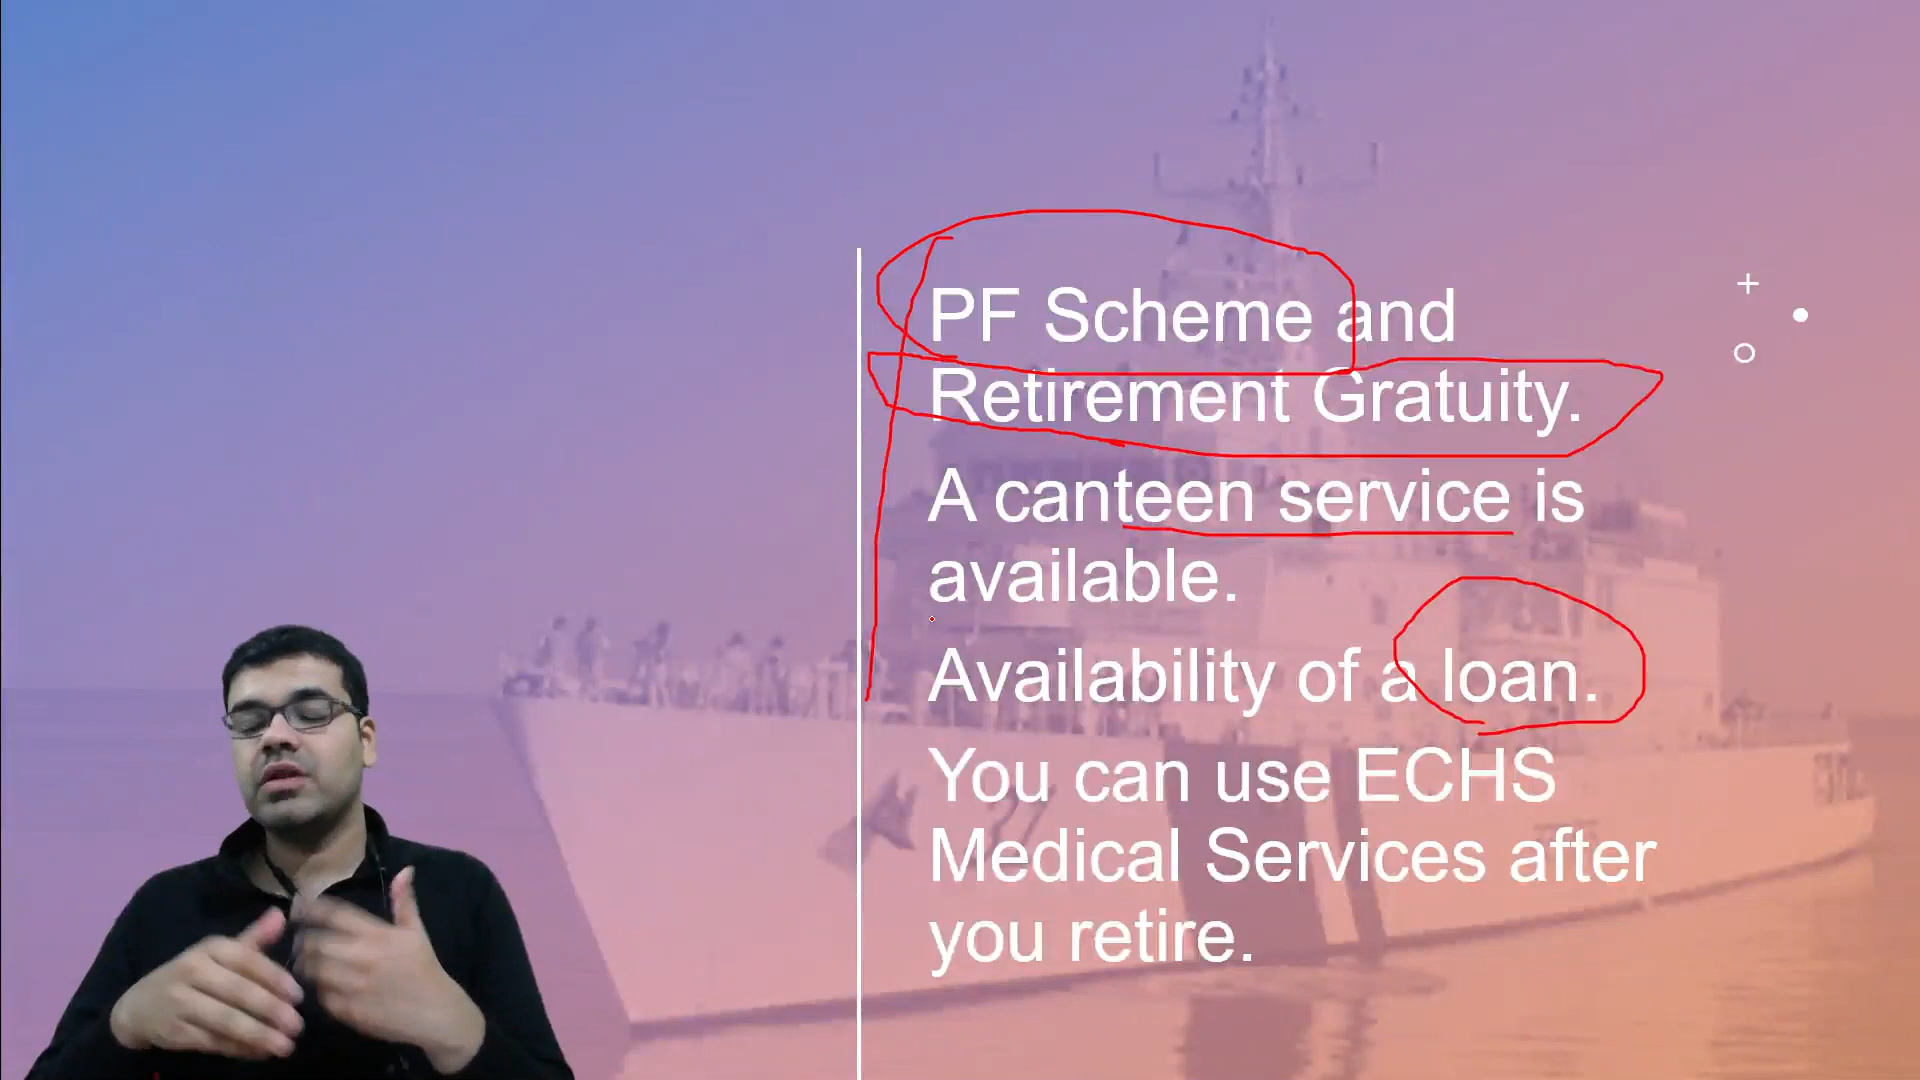 PF Scheme and
Retirement Gratuity.
A canteen service is
available.
Availability of a loan.
You can use ECHS
Medical Services after
you retire.